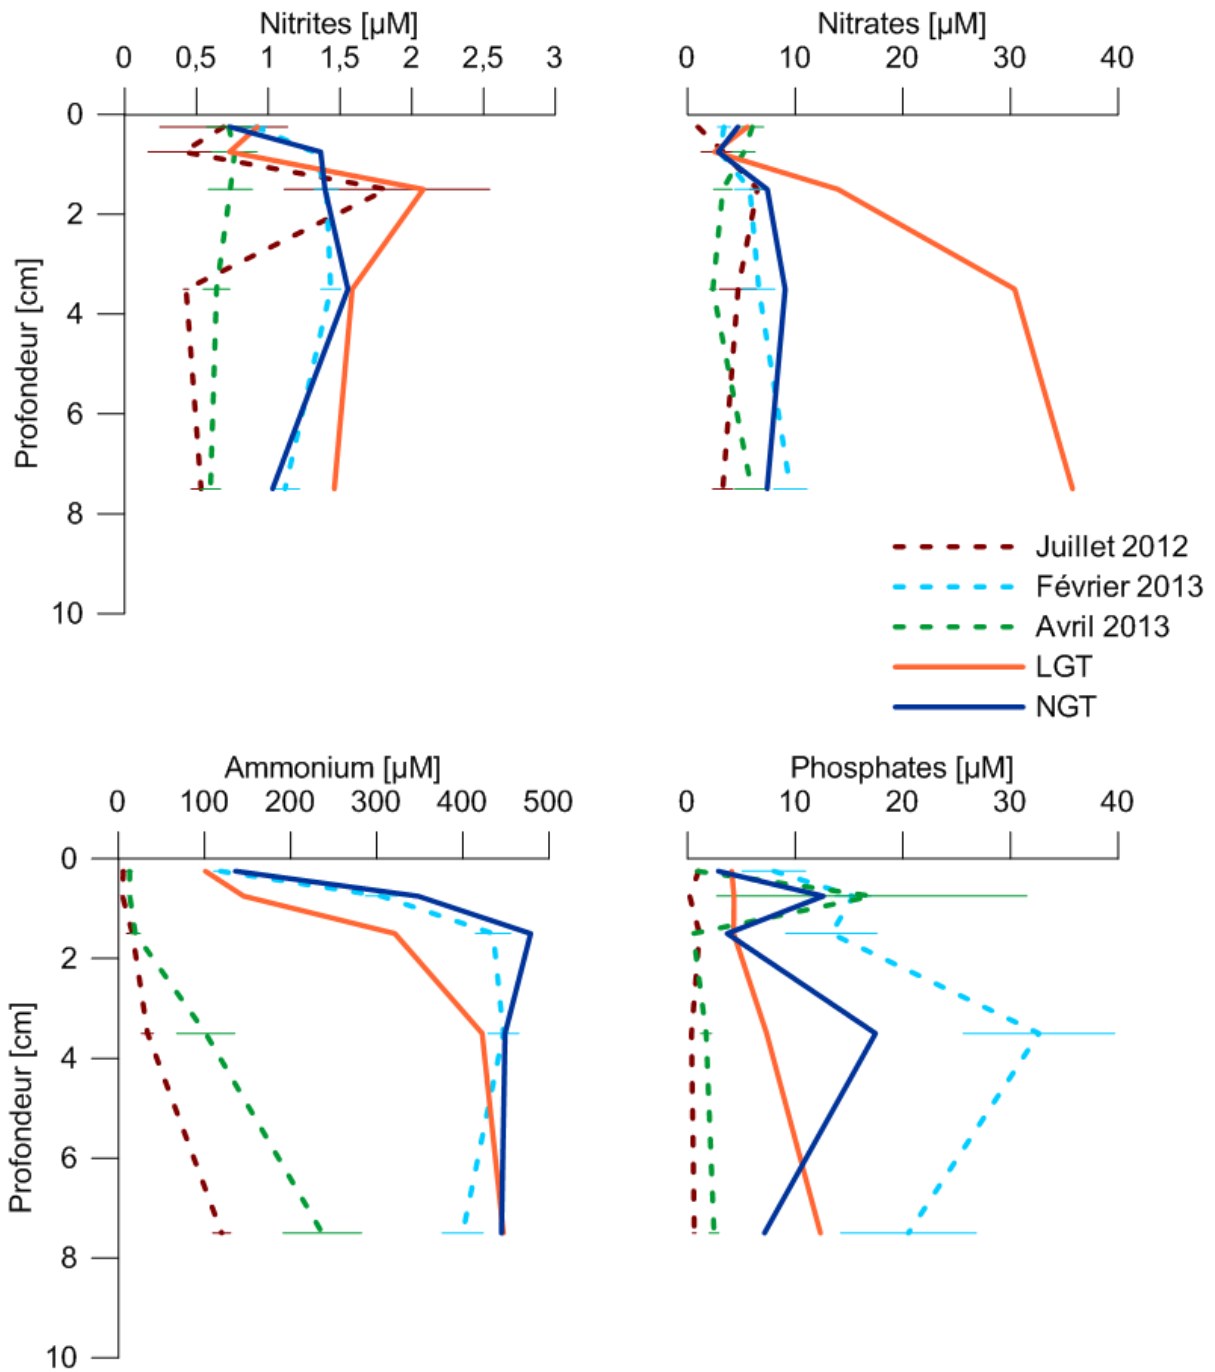 Nitrites [µM]
0 0,5 1 1,5 2 2,5 3
Nitrates [µM]
0 10 20 30 40
Profondeur [cm]
0
2
4
6
8
10
Juillet 2012
Février 2013
Avril 2013
LGT
NGT
Ammonium [µM]
0 100 200 300 400 500
Phosphates [µM]
0 10 20 30 40
Profondeur [cm]
0
2
4
6
8
10